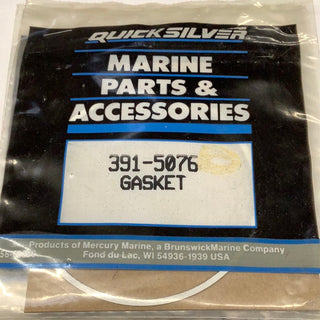 QUICKSILVER
MARINE
PARTS &
ACCESSORIES
391-5076
GASKET
Products of Mercury Marine, a BrunswickMarine Company
Fond du Lac, WI 54936-1939 USA